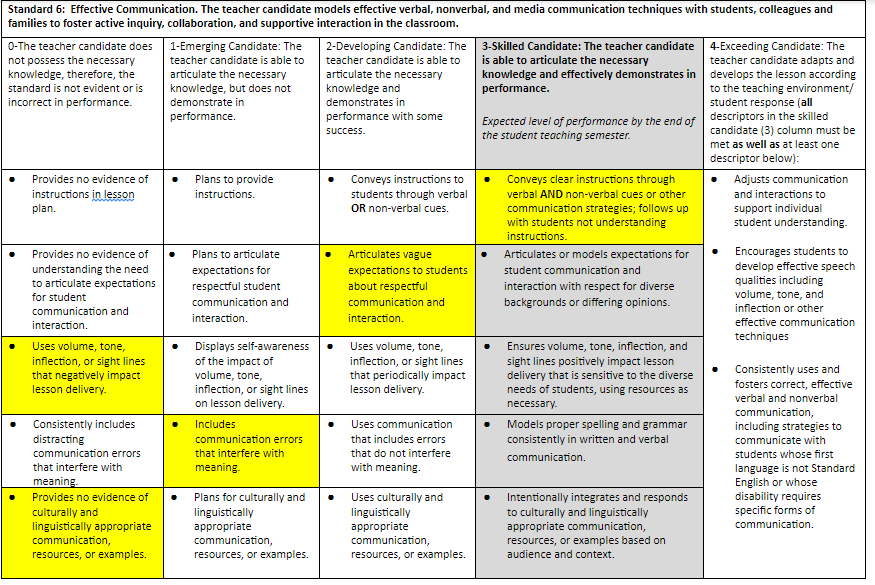 Standard 6:  Effective Communication. The teacher candidate models effective verbal, nonverbal, and media communication techniques with students, colleagues and
families to foster active inquiry, collaboration, and supportive interaction in the classroom.
0-The teacher candidate does
not possess the necessary
knowledge, therefore, the
standard is not evident or is
incorrect in performance.
1-Emerging Candidate: The
teacher candidate is able to
articulate the necessary
knowledge, but does not
demonstrate in
performance.
2-Developing Candidate: The
teacher candidate is able to
articulate the necessary
knowledge and
demonstrates in
performance with some
success.
3-Skilled Candidate: The teacher candidate
is able to articulate the necessary
knowledge and effectively demonstrates in
performance.
Expected level of performance by the end of
the student teaching semester.
4-Exceeding Candidate: The
teacher candidate adapts and
develops the lesson according
to the teaching environment/
student response (all
descriptors in the skilled
candidate (3) column must be
met as well as at least one
descriptor below):
• Provides no evidence of
instructions in lesson
plan.
• Plans to provide
instructions.
• Conveys instructions to
students through verbal
OR non-verbal cues.
• Conveys clear instructions through
verbal AND non-verbal cues or other
communication strategies; follows up
with students not understanding
instructions.
• Adjusts communication
and interactions to
support individual
student understanding.
• Encourages students to
develop effective speech
qualities including
volume, tone, and
inflection or other
effective communication
techniques
• Consistently uses and
fosters correct, effective
verbal and nonverbal
communication,
including strategies to
communicate with
students whose first
language is not Standard
English or whose
disability requires
specific forms of
communication.
• Provides no evidence of
understanding the need
to articulate expectations
for student
communication and
interaction.
• Plans to articulate
expectations for
respectful student
communication and
interaction.
• Articulates vague
expectations to students
about respectful
communication and
interaction.
• Articulates or models expectations for
student communication and
interaction with respect for diverse
backgrounds or differing opinions.
• Uses volume, tone,
inflection, or sight lines
that negatively impact
lesson delivery.
• Displays self-awareness
of the impact of
volume, tone,
inflection, or sight lines
on lesson delivery.
• Uses volume, tone,
inflection, or sight lines
that periodically impact
lesson delivery.
• Ensures volume, tone, inflection, and
sight lines positively impact lesson
delivery that is sensitive to the diverse
needs of students, using resources as
necessary.
• Consistently includes
distracting
communication errors
that interfere with
meaning.
• Includes
communication errors
that interfere with
meaning.
• Uses communication
that includes errors
that do not interfere
with meaning.
• Models proper spelling and grammar
consistently in written and verbal
communication.
• Provides no evidence of
culturally and
linguistically appropriate
communication,
resources, or examples.
• Plans for culturally and
linguistically
appropriate
communication,
resources, or examples.
• Uses culturally and
linguistically
appropriate
communication,
resources, or examples.
• Intentionally integrates and responds
to culturally and linguistically
appropriate communication,
resources, or examples based on
audience and context.